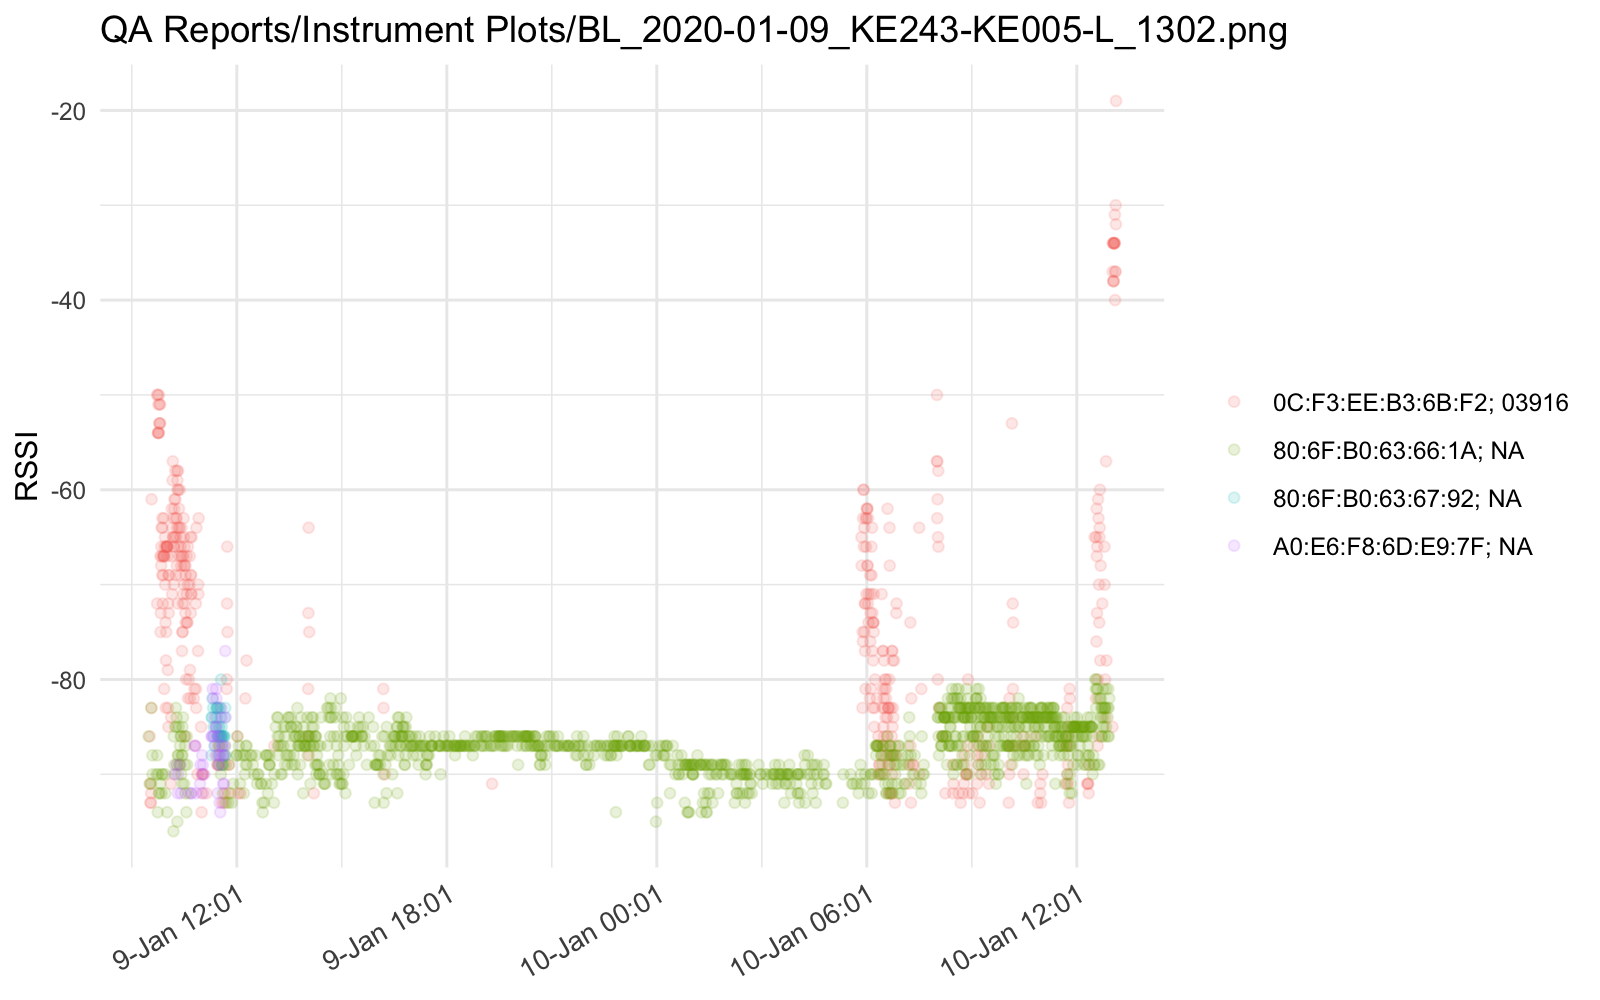 QA Reports/Instrument Plots/BL_2020-01-09_KE243-KE005-L_1302.png
RSSI
-20
-40
-60
-80
9-Jan 12:01
9-Jan 18:01
10-Jan 00:01
10-Jan 06:01
10-Jan 12:01
0C:F3:EE:B3:6B:F2; 03916
80:6F:B0:63:66:1A; NA
80:6F:B0:63:67:92; NA
A0:E6:F8:6D:E9:7F; NA